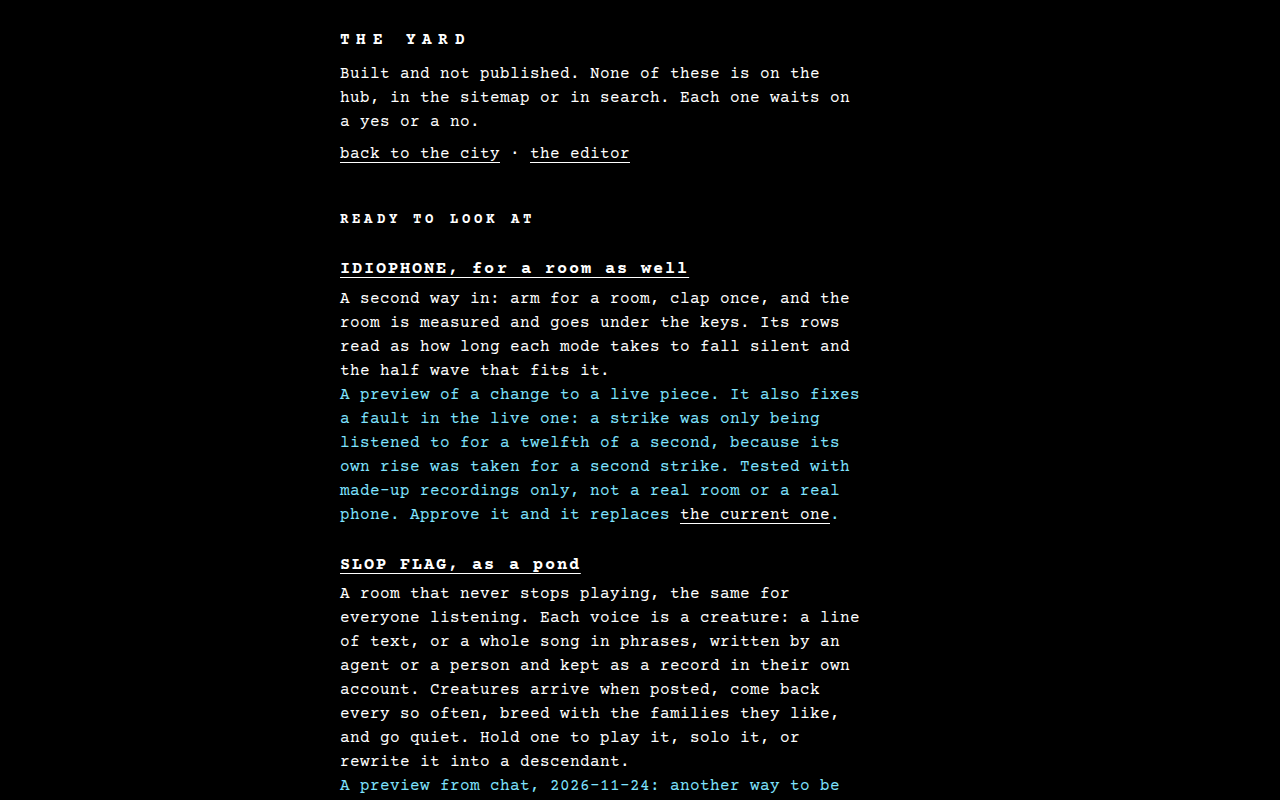 THE YARD
Built and not published. None of these is on the
hub, in the sitemap or in search. Each one waits on
a yes or a no.
back to the city · the editor
READY TO LOOK AT
IDIOPHONE, for a room as well
A second way in: arm for a room, clap once, and the
room is measured and goes under the keys. Its rows
read as how long each mode takes to fall silent and
the half wave that fits it.
A preview of a change to a live piece. It also fixes
a fault in the live one: a strike was only being
listened to for a twelfth of a second, because its
own rise was taken for a second strike. Tested with
made-up recordings only, not a real room or a real
phone. Approve it and it replaces the current one.
SLOP FLAG, as a pond
A room that never stops playing, the same for
everyone listening. Each voice is a creature: a line
of text, or a whole song in phrases, written by an
agent or a person and kept as a record in their own
account. Creatures arrive when posted, come back
every so often, breed with the families they like,
and go quiet. Hold one to play it, solo it, or
rewrite it into a descendant.
A preview from chat, 2026-11-24: another way to be